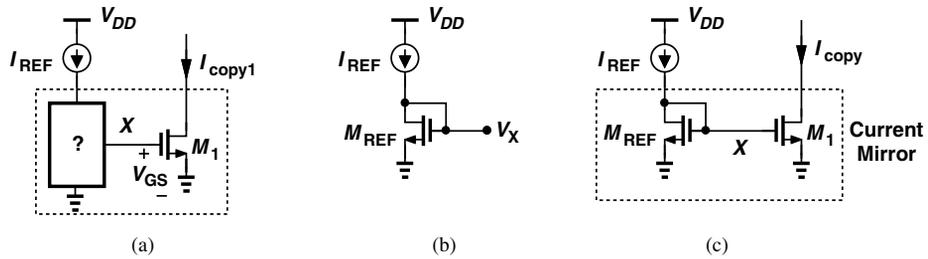 V_DD
I_REF
I_copy1
?
X
+
V_GS
−
M_1
(a)
V_DD
I_REF
M_REF
V_X
(b)
V_DD
I_REF
I_copy
M_REF
X
M_1
Current
Mirror
(c)